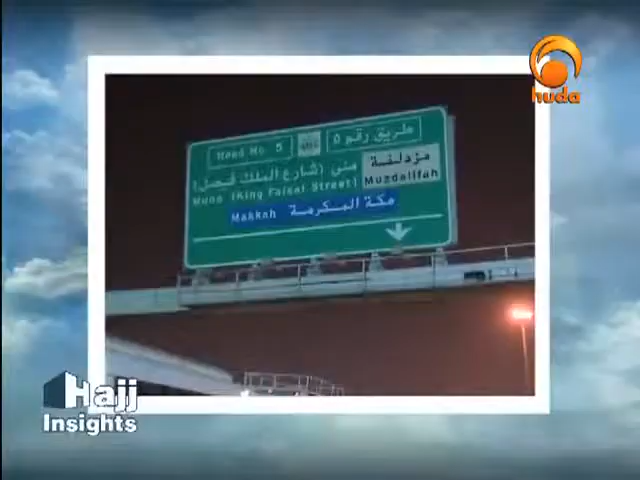 huda
Road No. 5
طريق رقم ٥
منى (شارع الملك فيصل)
Muna (King Faisal Street)
مزدلفة
Muzdalifah
Makkah
مكة المكرمة
Hajj
Insights